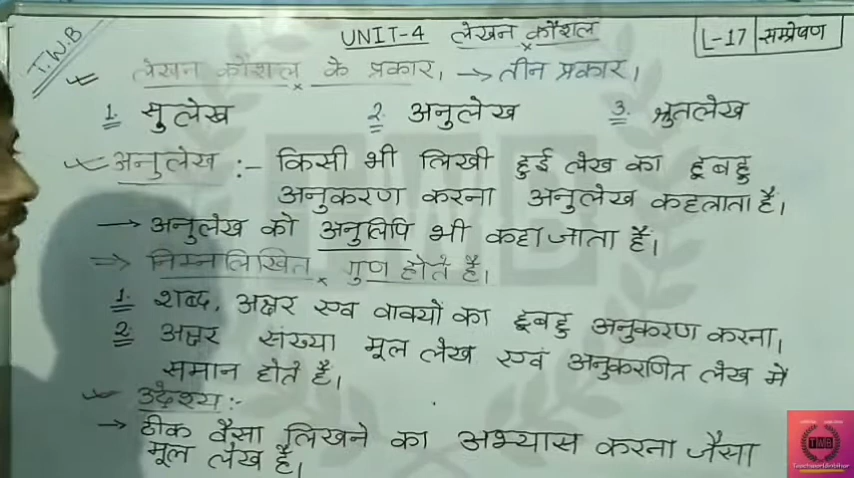 T.W.B
UNIT-4 लेखन कौशल
L-17 सम्प्रेषण
लेखन कौशल के प्रकार, → तीन प्रकार।
1. सुलेख 2. अनुलेख 3. श्रुतलेख
अनुलेख :- किसी भी लिखी हुई लेख का हूबहू
अनुकरण करना अनुलेख कहलाता है।
→ अनुलेख को अनुलिपि भी कहा जाता है।
⇒ निम्नलिखित गुण होते है।
1. शब्द, अक्षर एव वाक्यों का हूबहू अनुकरण करना।
2. अक्षर संख्या मूल लेख एवं अनुकरणित लेख में
समान होते है।
उद्देश्य :-
→ ठीक वैसा लिखने का अभ्यास करना जैसा
मूल लेख है।
TWB